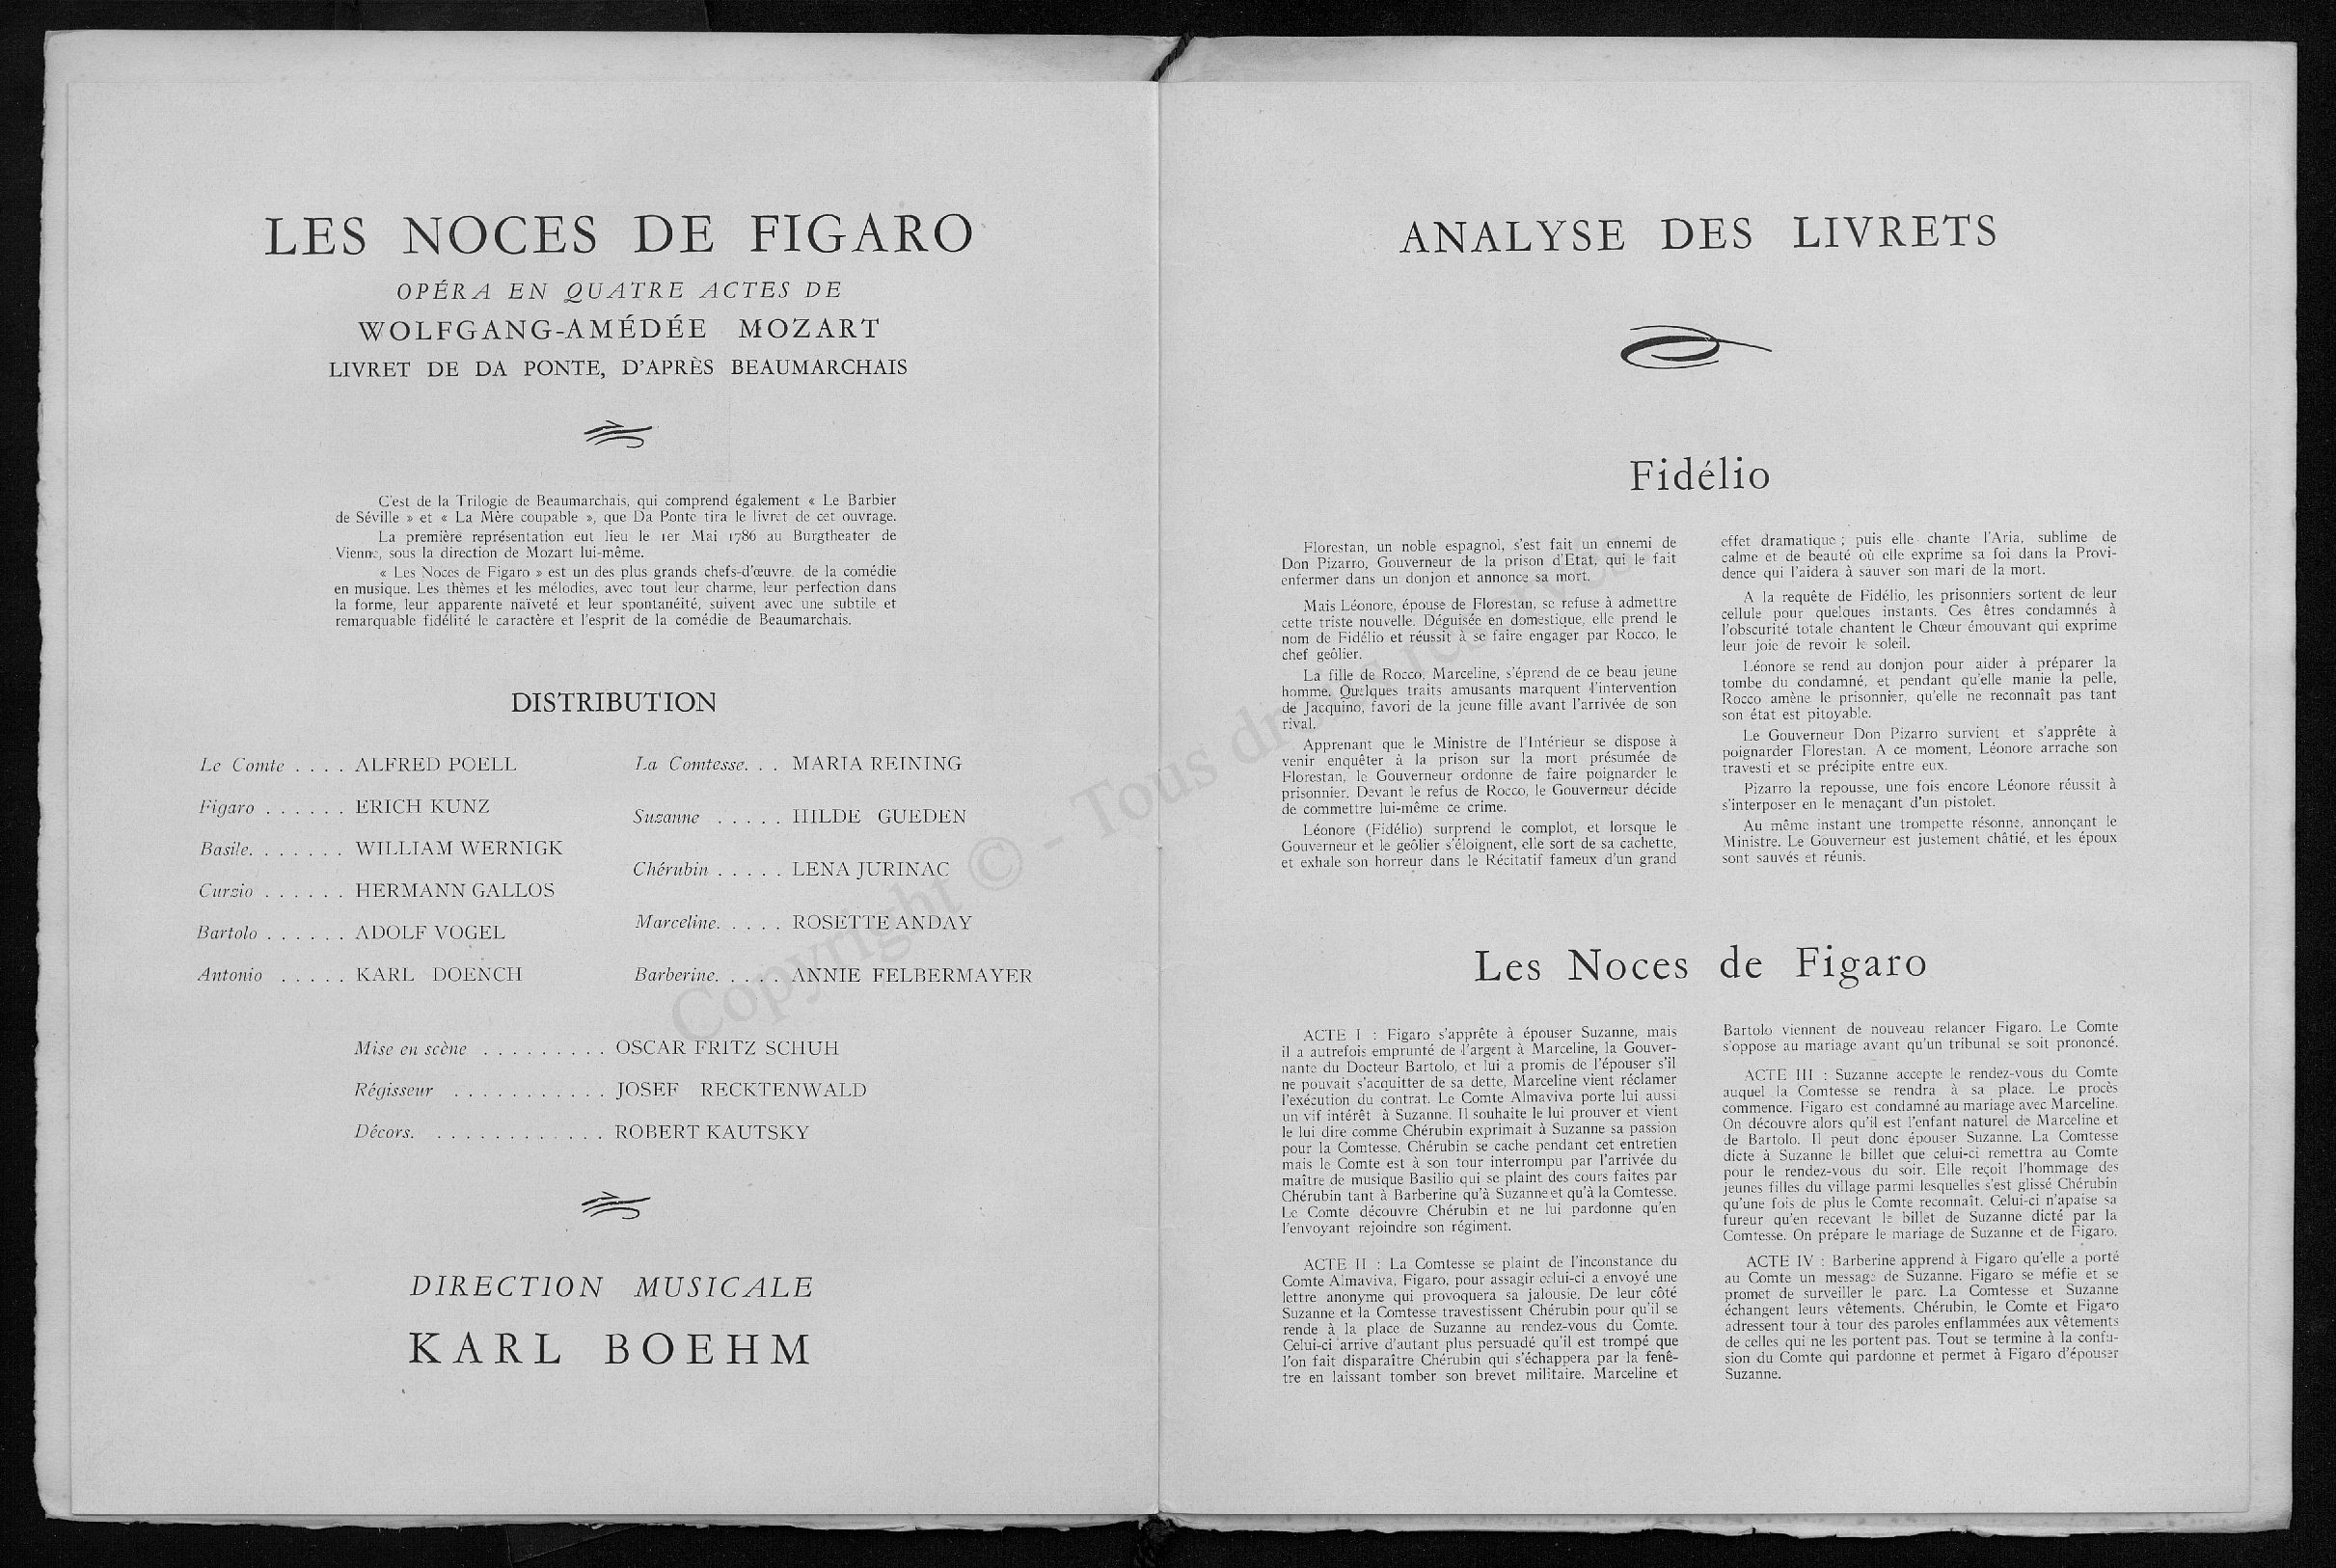 LES NOCES DE FIGARO
OPÉRA EN QUATRE ACTES DE
WOLFGANG-AMÉDÉE MOZART
LIVRET DE DA PONTE, D'APRÈS BEAUMARCHAIS
C'est de la Trilogie de Beaumarchais, qui comprend également « Le Barbier
de Séville » et « La Mère coupable », que Da Ponte tira le livret de cet ouvrage.
La première représentation eut lieu le 1er Mai 1786 au Burgtheater de
Vienne, sous la direction de Mozart lui-même.
« Les Noces de Figaro » est un des plus grands chefs-d'œuvre de la comédie
en musique. Les thèmes et les mélodies, avec tout leur charme, leur perfection dans
la forme, leur apparente naïveté et leur spontanéité, suivent avec une subtile et
remarquable fidélité le caractère et l'esprit de la comédie de Beaumarchais.
DISTRIBUTION
Le Comte . . . . ALFRED POELL
Figaro . . . . . . ERICH KUNZ
Basile. . . . . . . WILLIAM WERNIGK
Curzio . . . . . . HERMANN GALLOS
Bartolo . . . . . . ADOLF VOGEL
Antonio . . . . . KARL DOENCH
La Comtesse. . . MARIA REINING
Suzanne . . . . . HILDE GUEDEN
Chérubin . . . . . LENA JURINAC
Marceline. . . . . ROSETTE ANDAY
Barberine. . . . . ANNIE FELBERMAYER
Mise en scène . . . . . . . . . OSCAR FRITZ SCHUH
Régisseur . . . . . . . . . . . JOSEF RECKTENWALD
Décors. . . . . . . . . . . . . ROBERT KAUTSKY
DIRECTION MUSICALE
KARL BOEHM
ANALYSE DES LIVRETS
Fidélio
Florestan, un noble espagnol, s'est fait un ennemi de
Don Pizarro, Gouverneur de la prison d'Etat, qui le fait
enfermer dans un donjon et annonce sa mort.
Mais Léonore, épouse de Florestan, se refuse à admettre
cette triste nouvelle. Déguisée en domestique, elle prend le
nom de Fidélio et réussit à se faire engager par Rocco, le
chef geôlier.
La fille de Rocco, Marceline, s'éprend de ce beau jeune
homme. Quelques traits amusants marquent l'intervention
de Jacquino, favori de la jeune fille avant l'arrivée de son
rival.
Apprenant que le Ministre de l'Intérieur se dispose à
venir enquêter à la prison sur la mort présumée de
Florestan, le Gouverneur ordonne de faire poignarder le
prisonnier. Devant le refus de Rocco, le Gouverneur décide
de commettre lui-même ce crime.
Léonore (Fidélio) surprend le complot, et lorsque le
Gouverneur et le geôlier s'éloignent, elle sort de sa cachette,
et exhale son horreur dans le Récitatif fameux d'un grand
effet dramatique ; puis elle chante l'Aria, sublime de
calme et de beauté où elle exprime sa foi dans la Provi-
dence qui l'aidera à sauver son mari de la mort.
A la requête de Fidélio, les prisonniers sortent de leur
cellule pour quelques instants. Ces êtres condamnés à
l'obscurité totale chantent le Chœur émouvant qui exprime
leur joie de revoir le soleil.
Léonore se rend au donjon pour aider à préparer la
tombe du condamné, et pendant qu'elle manie la pelle,
Rocco amène le prisonnier, qu'elle ne reconnaît pas tant
son état est pitoyable.
Le Gouverneur Don Pizarro survient et s'apprête à
poignarder Florestan. A ce moment, Léonore arrache son
travesti et se précipite entre eux.
Pizarro la repousse, une fois encore Léonore réussit à
s'interposer en le menaçant d'un pistolet.
Au même instant une trompette résonne, annonçant le
Ministre. Le Gouverneur est justement châtié, et les époux
sont sauvés et réunis.
Les Noces de Figaro
ACTE I : Figaro s'apprête à épouser Suzanne, mais
il a autrefois emprunté de l'argent à Marceline, la Gouver-
nante du Docteur Bartolo, et lui a promis de l'épouser s'il
ne pouvait s'acquitter de sa dette, Marceline vient réclamer
l'exécution du contrat. Le Comte Almaviva porte lui aussi
un vif intérêt à Suzanne. Il souhaite le lui prouver et vient
le lui dire comme Chérubin exprimait à Suzanne sa passion
pour la Comtesse. Chérubin se cache pendant cet entretien
mais le Comte est à son tour interrompu par l'arrivée du
maître de musique Basilio qui se plaint des cours faites par
Chérubin tant à Barberine qu'à Suzanne et qu'à la Comtesse.
Le Comte découvre Chérubin et ne lui pardonne qu'en
l'envoyant rejoindre son régiment.
ACTE II : La Comtesse se plaint de l'inconstance du
Comte Almaviva, Figaro, pour assagir celui-ci a envoyé une
lettre anonyme qui provoquera sa jalousie. De leur côté
Suzanne et la Comtesse travestissent Chérubin pour qu'il se
rende à la place de Suzanne au rendez-vous du Comte.
Celui-ci arrive d'autant plus persuadé qu'il est trompé que
l'on fait disparaître Chérubin qui s'échappera par la fenê-
tre en laissant tomber son brevet militaire. Marceline et
Bartolo viennent de nouveau relancer Figaro. Le Comte
s'oppose au mariage avant qu'un tribunal se soit prononcé.
ACTE III : Suzanne accepte le rendez-vous du Comte
auquel la Comtesse se rendra à sa place. Le procès
commence. Figaro est condamné au mariage avec Marceline.
On découvre alors qu'il est l'enfant naturel de Marceline et
de Bartolo. Il peut donc épouser Suzanne. La Comtesse
dicte à Suzanne le billet que celui-ci remettra au Comte
pour le rendez-vous du soir. Elle reçoit l'hommage des
jeunes filles du village parmi lesquelles s'est glissé Chérubin
qu'une fois de plus le Comte reconnaît. Celui-ci n'apaise sa
fureur qu'en recevant le billet de Suzanne dicté par la
Comtesse. On prépare le mariage de Suzanne et de Figaro.
ACTE IV : Barberine apprend à Figaro qu'elle a porté
au Comte un message de Suzanne. Figaro se méfie et se
promet de surveiller le parc. La Comtesse et Suzanne
échangent leurs vêtements. Chérubin, le Comte et Figaro
adressent tour à tour des paroles enflammées aux vêtements
de celles qui ne les portent pas. Tout se termine à la confu-
sion du Comte qui pardonne et permet à Figaro d'épouser
Suzanne.
Copyright © - Tous droits réservés